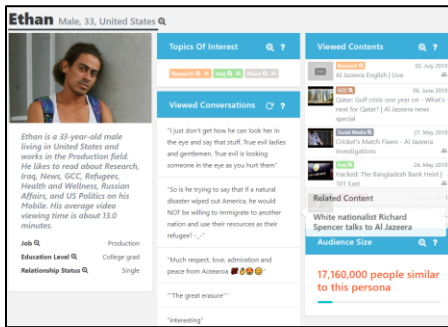 Ethan Male, 33, United States
Ethan is a 33-year-old male
living in United States and
works in the Production field.
He likes to read about Research,
Iraq, News, GCC, Refugees,
Health and Wellness, Russian
Affairs, and US Politics on his
Mobile. His average video
viewing time is about 13.0
minutes.
Job Production
Education Level College grad
Relationship Status Single
Topics Of Interest ?
Research Iraq News
Viewed Conversations ?
"I just don't get how he can look her in
the eye and say that stuff. True evil ladies
and gentlemen. True evil is looking
someone in the eye as you hurt them"
"So is he trying to say that if a natural
disaster wiped out America, he would
NOT be willing to immigrate to another
nation and use their resources as their
refugee! -_-"
"Much respect, love, admiration and
peace from Aotearoa
""The great erasure""
"interesting"
Viewed Contents ?
Research 02. July 2018
Al Jazeera English | Live
GCC 06. June 2018
Qatar: Gulf crisis one year on - What's
next for Qatar? | Al Jazeera news
special
Social Media 27. May 2018
Cricket's Match Fixers - Al Jazeera
Investigations
Iraq 24. May 2018
Hacked: The Bangladesh Bank Heist |
101 East
Related Content
White nationalist Richard
Spencer talks to Al Jazeera
Audience Size ?
17,160,000 people similar
to this persona